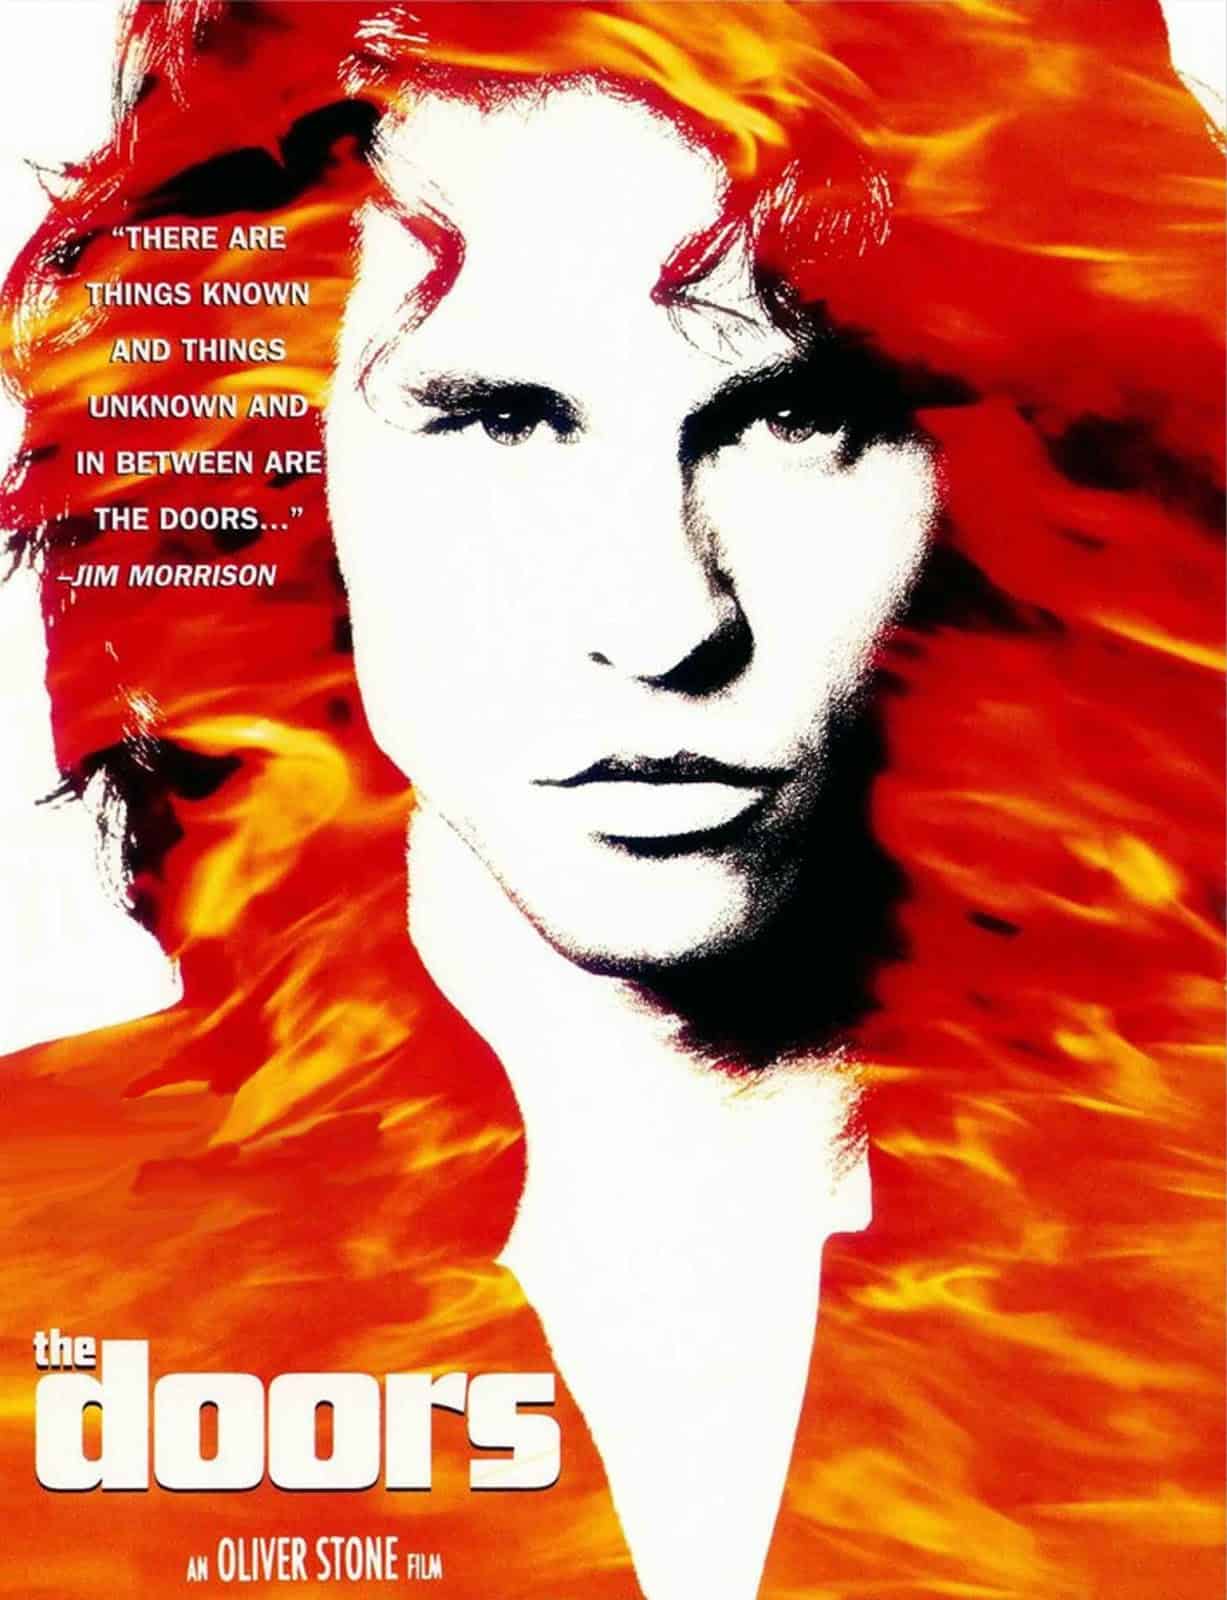 “THERE ARE
THINGS KNOWN
AND THINGS
UNKNOWN AND
IN BETWEEN ARE
THE DOORS...”
–JIM MORRISON
the
doors
AN OLIVER STONE FILM